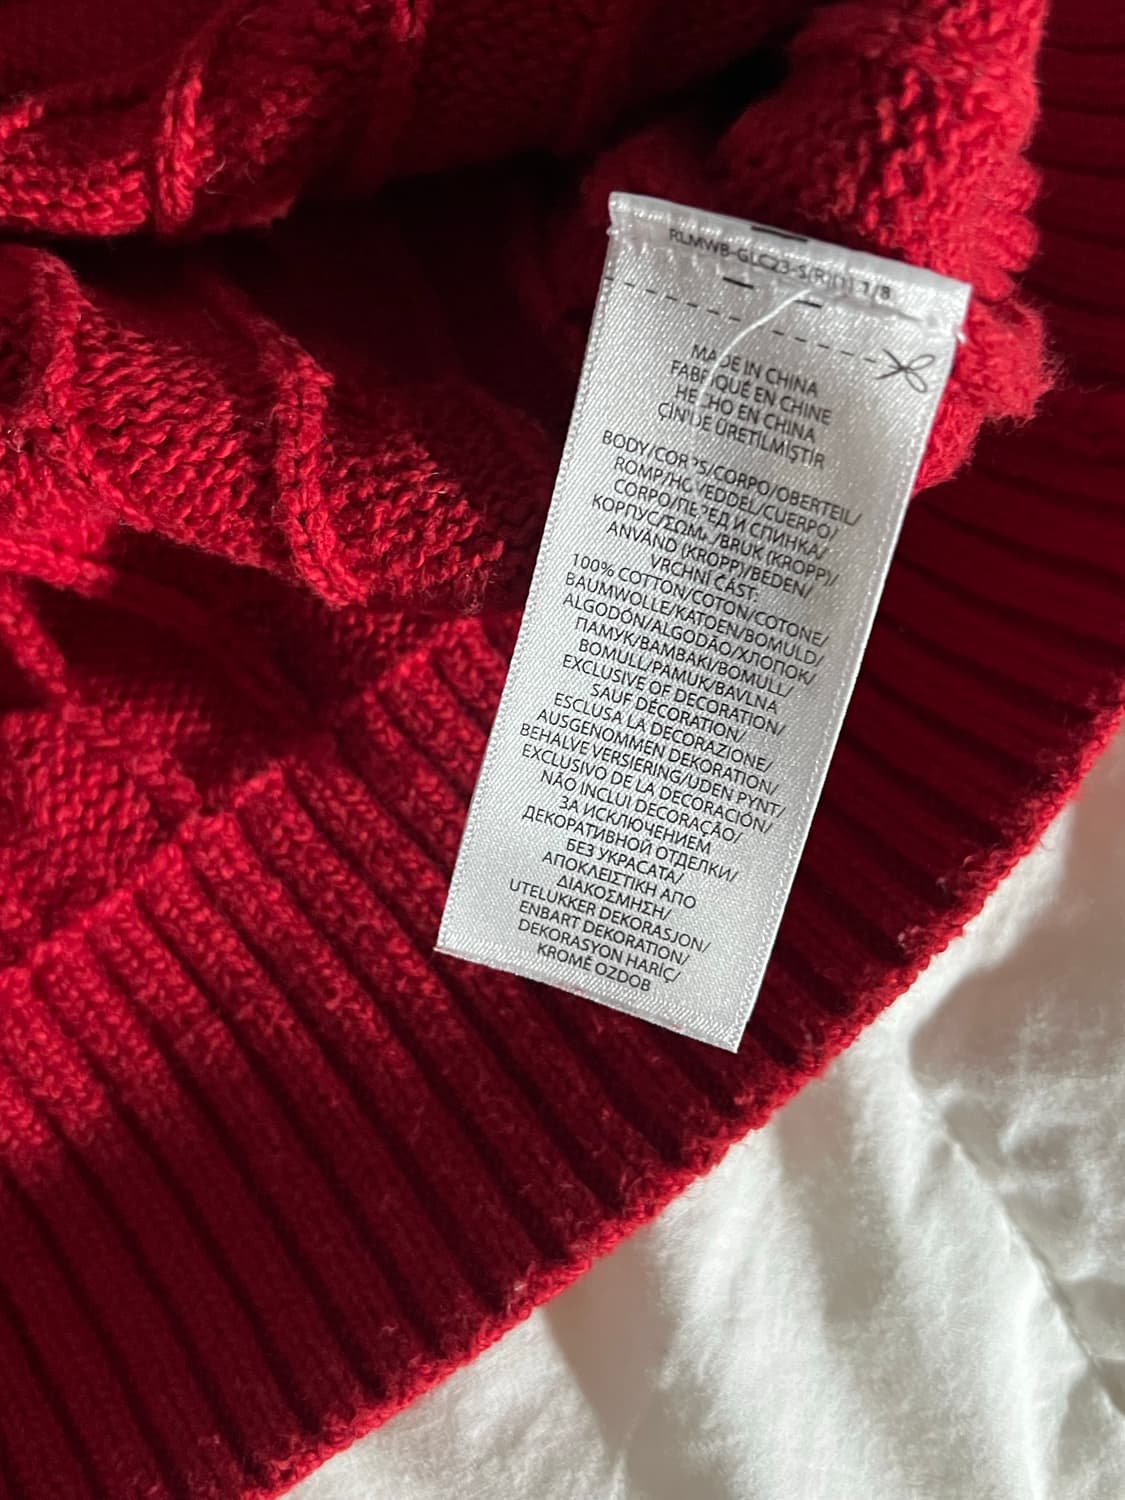 RLMWB-GLC23-S(R)(1) 1/8
MADE IN CHINA
FABRIQUÉ EN CHINE
HECHO EN CHINA
ÇİN'DE ÜRETİLMİŞTİR
BODY/CORPS/CORPO/OBERTEIL/
ROMP/HOVEDDEL/CUERPO/
CORPO/ПЕРЕД И СПИНКА/
КОРПУС/ΣΩΜΑ/BRUK (KROPP)/
ANVÄND (KROPP)/BEDEN/
VRCHNÍ ČÁST:
100% COTTON/COTON/COTONE/
BAUMWOLLE/KATOEN/BOMULD/
ALGODÓN/ALGODÃO/ХЛОПОК/
ПАМУК/BAMBAKI/BOMULL/
BOMULL/PAMUK/BAVLNA
EXCLUSIVE OF DECORATION/
SAUF DÉCORATION/
ESCLUSA LA DECORAZIONE/
AUSGENOMMEN DEKORATION/
BEHALVE VERSIERING/UDEN PYNT/
EXCLUSIVO DE LA DECORACIÓN/
NÃO INCLUI DECORAÇÃO/
ЗА ИСКЛЮЧЕНИЕМ
ДЕКОРАТИВНОЙ ОТДЕЛКИ/
БЕЗ УКРАСАТА/
ΑΠΟΚΛΕΙΣΤΙΚΗ ΑΠΟ
ΔΙΑΚΟΣΜΗΣΗ/
UTELUKKER DEKORASJON/
ENBART DEKORATION/
DEKORASYON HARİÇ/
KROMĚ OZDOB